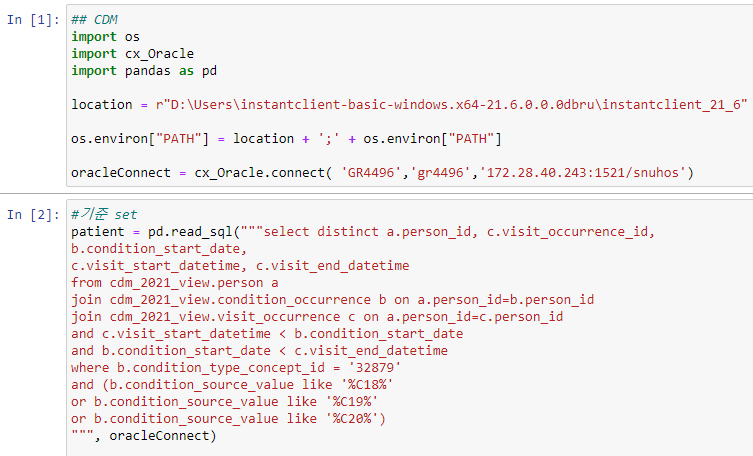 In [1]: ## CDM
import os
import cx_Oracle
import pandas as pd
location = r"D:\Users\instantclient-basic-windows.x64-21.6.0.0.0dbru\instantclient_21_6"
os.environ["PATH"] = location + ';' + os.environ["PATH"]
oracleConnect = cx_Oracle.connect( 'GR4496','gr4496','172.28.40.243:1521/snuhos')
In [2]: #기준 set
patient = pd.read_sql("""select distinct a.person_id, c.visit_occurrence_id,
b.condition_start_date,
c.visit_start_datetime, c.visit_end_datetime
from cdm_2021_view.person a
join cdm_2021_view.condition_occurrence b on a.person_id=b.person_id
join cdm_2021_view.visit_occurrence c on a.person_id=c.person_id
and c.visit_start_datetime < b.condition_start_date
and b.condition_start_date < c.visit_end_datetime
where b.condition_type_concept_id = '32879'
and (b.condition_source_value like '%C18%'
or b.condition_source_value like '%C19%'
or b.condition_source_value like '%C20%')
""", oracleConnect)